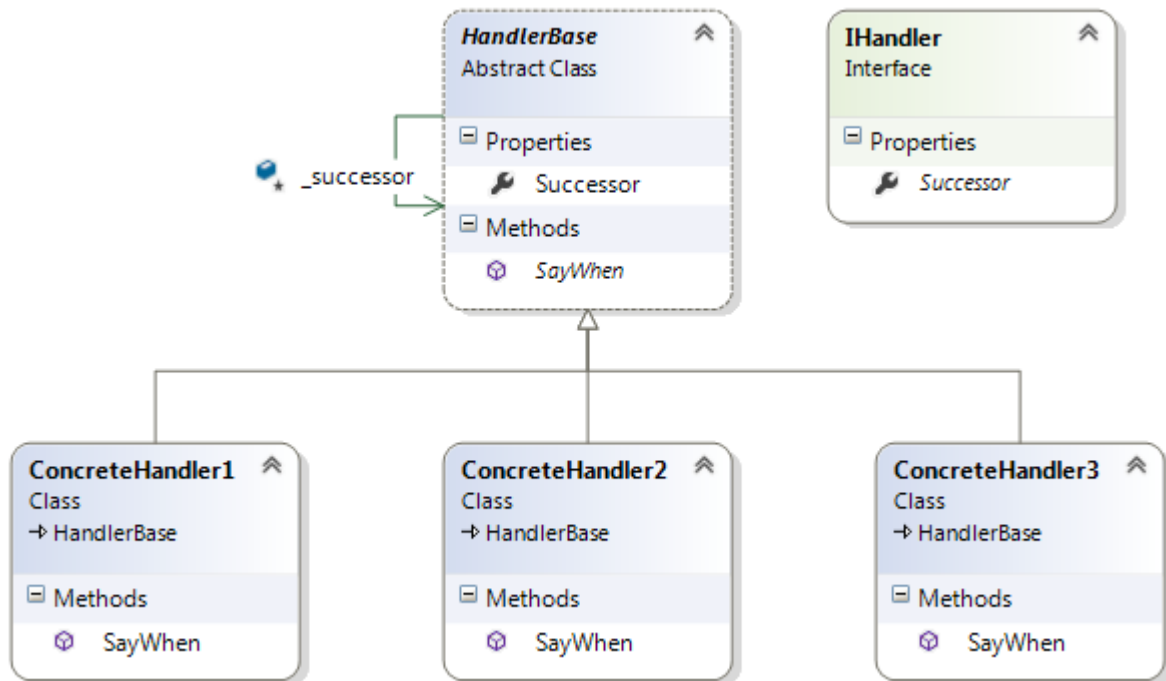 HandlerBase
Abstract Class
Properties
Successor
Methods
SayWhen
_successor
IHandler
Interface
Properties
Successor
ConcreteHandler1
Class
HandlerBase
Methods
SayWhen
ConcreteHandler2
Class
HandlerBase
Methods
SayWhen
ConcreteHandler3
Class
HandlerBase
Methods
SayWhen